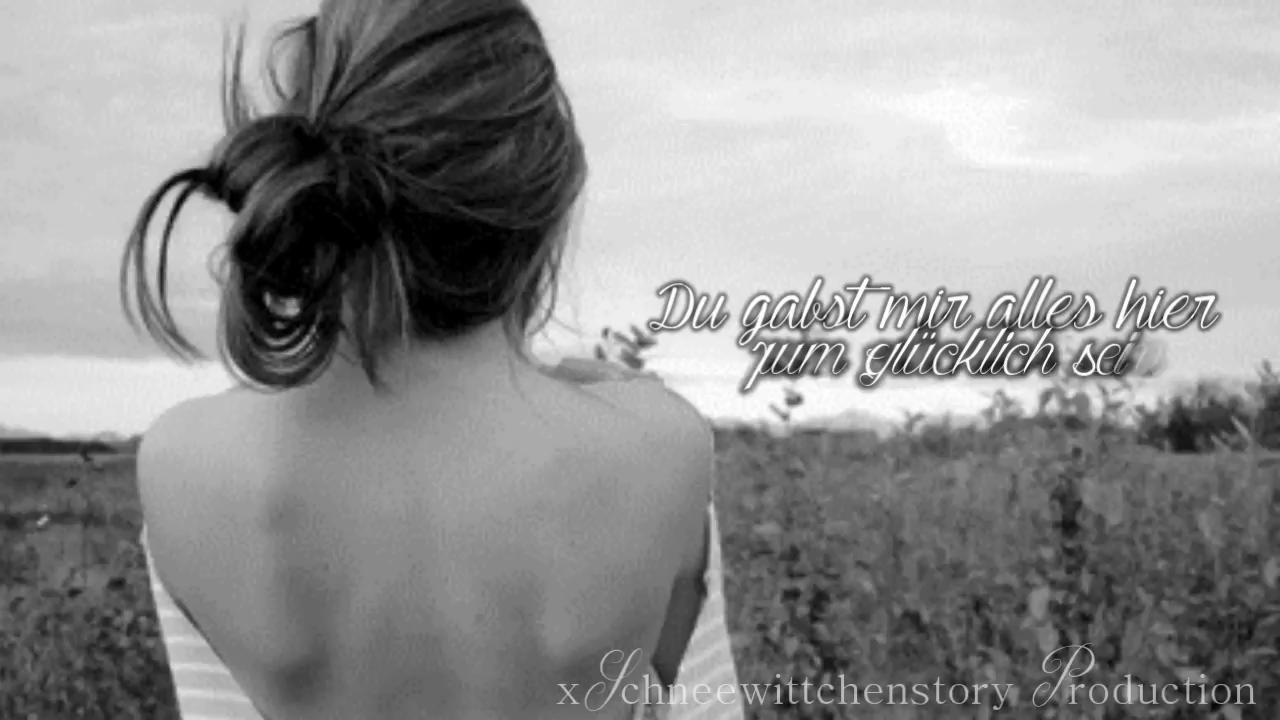 Du gabst mir alles hier
zum glücklich sei
xSchneewittchenstory Production